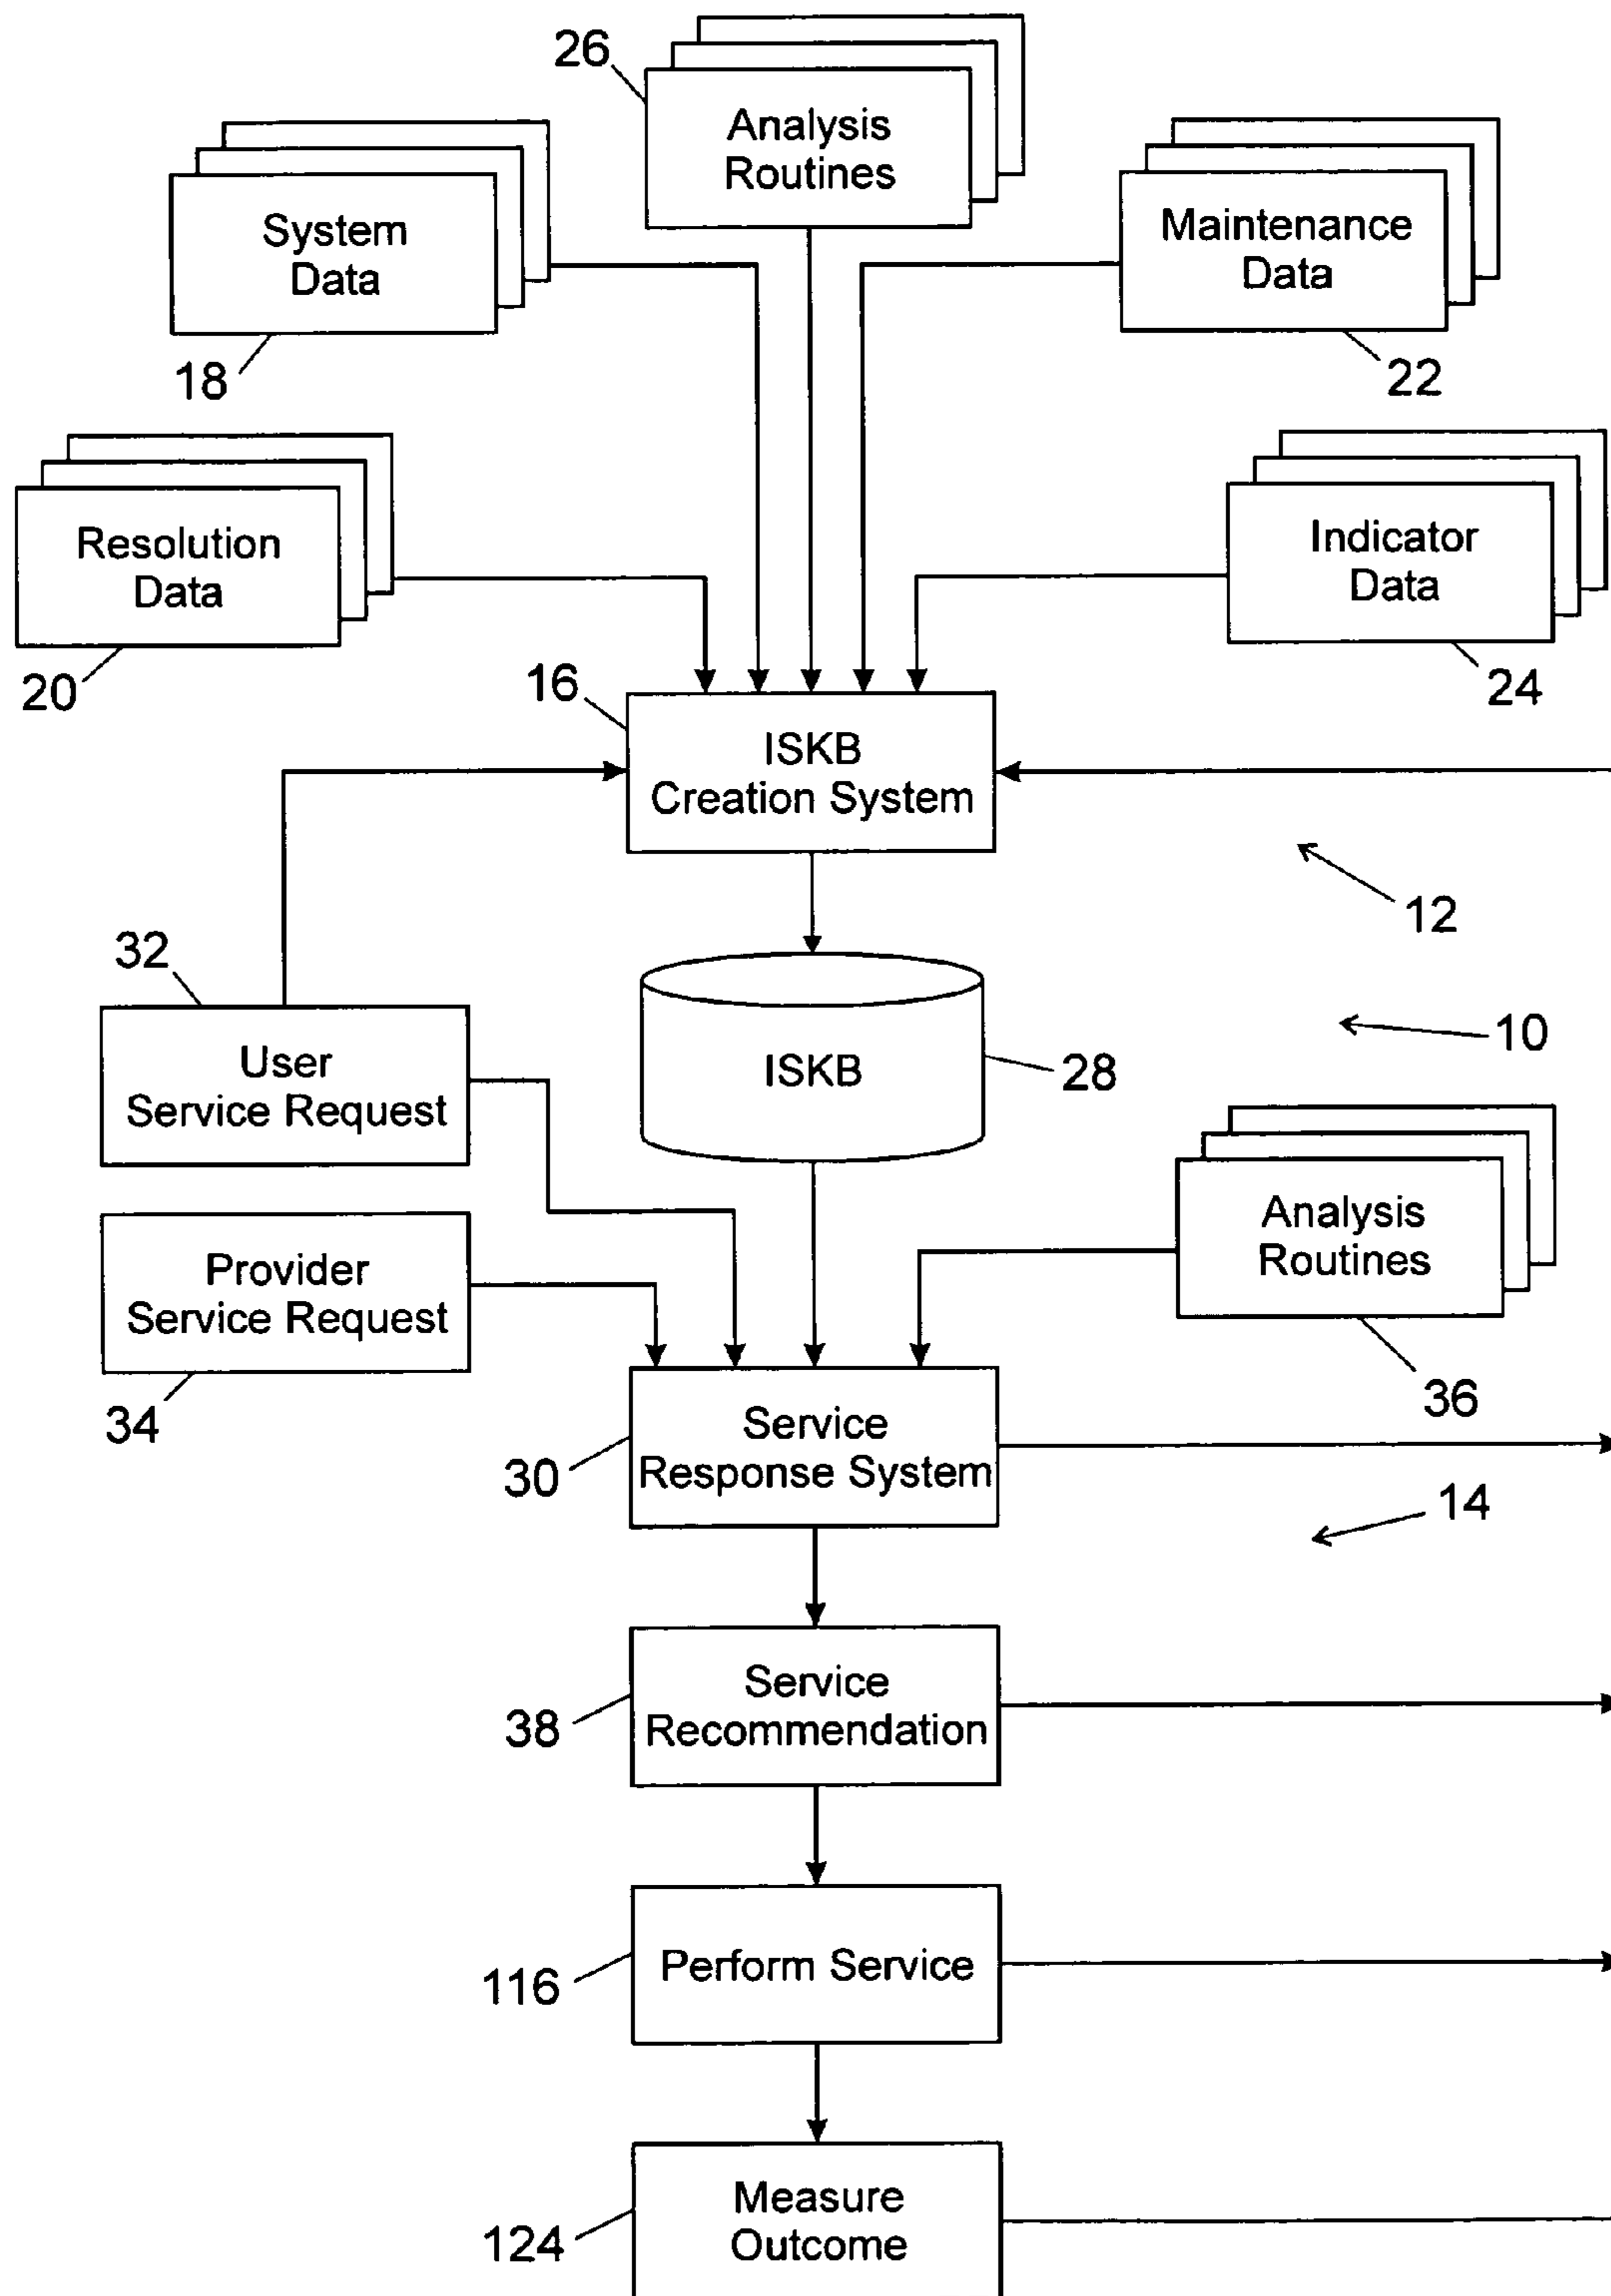 26
Analysis
Routines
System
Data
18
Maintenance
Data
22
Resolution
Data
20
Indicator
Data
24
16
ISKB
Creation System
12
32
User
Service Request
ISKB
28
10
Provider
Service Request
34
Analysis
Routines
36
30
Service
Response System
14
38
Service
Recommendation
116
Perform Service
124
Measure
Outcome